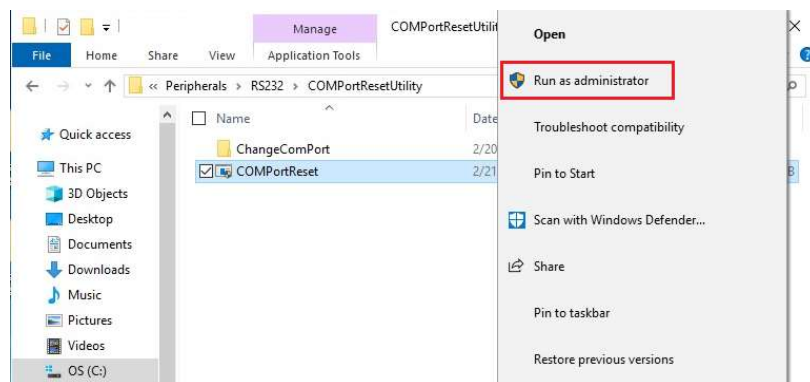 Manage
COMPortResetUtili
File Home Share View Application Tools
« Peripherals › RS232 › COMPortResetUtility
Quick access
This PC
3D Objects
Desktop
Documents
Downloads
Music
Pictures
Videos
OS (C:)
Name Date
ChangeComPort 2/20
COMPortReset 2/21 B
Open
Run as administrator
Troubleshoot compatibility
Pin to Start
Scan with Windows Defender...
Share
Pin to taskbar
Restore previous versions